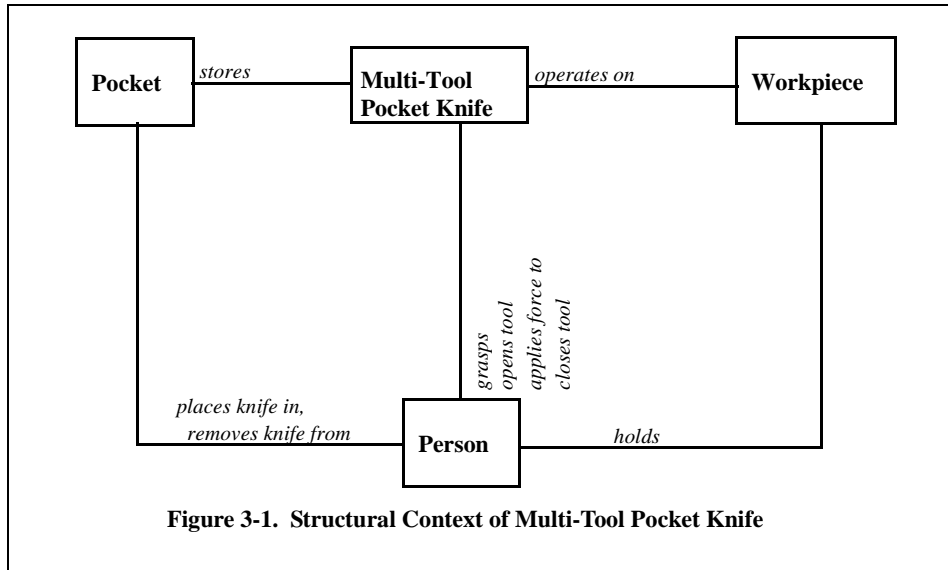 Pocket
stores
Multi-Tool
Pocket Knife
operates on
Workpiece
grasps
opens tool
applies force to
closes tool
places knife in,
removes knife from
Person
holds
Figure 3-1. Structural Context of Multi-Tool Pocket Knife